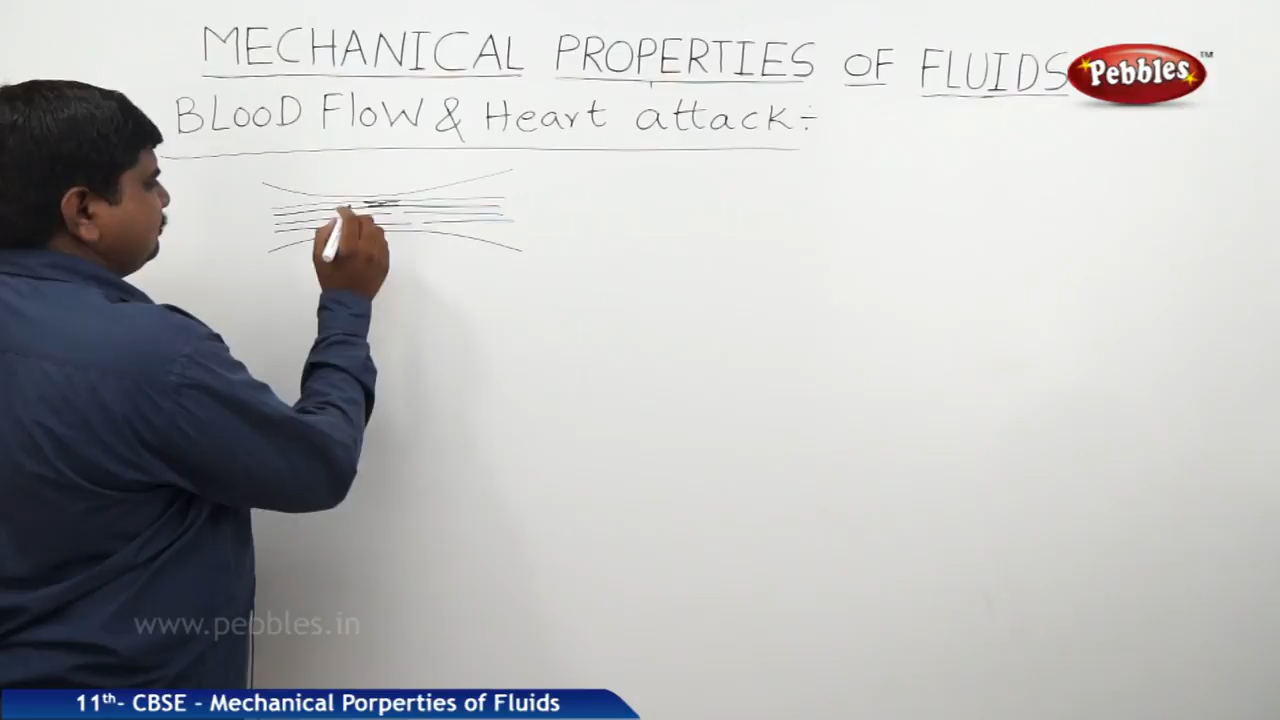 MECHANICAL PROPERTIES OF FLUIDS
Pebbles TM
BLOOD Flow & Heart attack:-
www.pebbles.in
11th- CBSE - Mechanical Porperties of Fluids